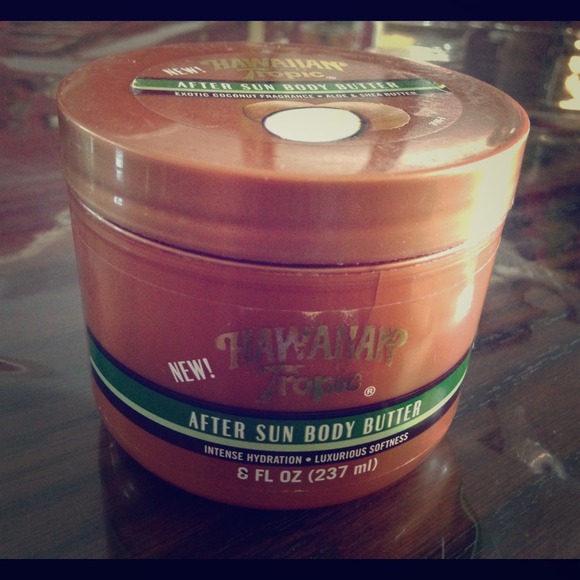 NEW! HAWAIIAN
Tropic®
AFTER SUN BODY BUTTER
EXOTIC COCONUT FRAGRANCE • ALOE & SHEA BUTTER
NEW! HAWAIIAN
Tropic®
AFTER SUN BODY BUTTER
INTENSE HYDRATION • LUXURIOUS SOFTNESS
8 FL OZ (237 ml)